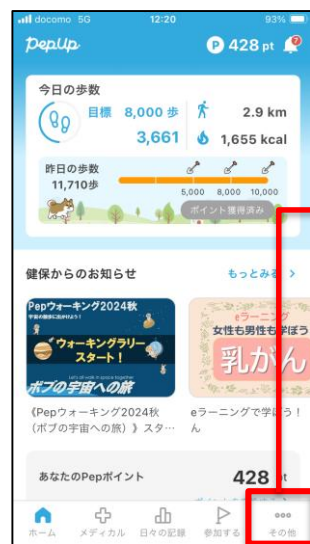 docomo 5G 12:20 93%
PepUp
P 428 pt
今日の歩数
目標 8,000 歩 2.9 km
3,661 1,655 kcal
昨日の歩数
11,710歩
5,000 8,000 10,000
ポイント獲得済み
健保からのお知らせ もっとみる >
Pepウォーキング2024秋
ウォーキングラリー
スタート！
Let's all walk in space together
ボブの宇宙への旅
eラーニング
女性も男性も学ぼう
乳がん
《Pepウォーキング2024秋
（ボブの宇宙への旅）》スタ…
eラーニングで学ぼう！
ん
あなたのPepポイント 428 pt
ホーム メディカル 日々の記録 参加する その他